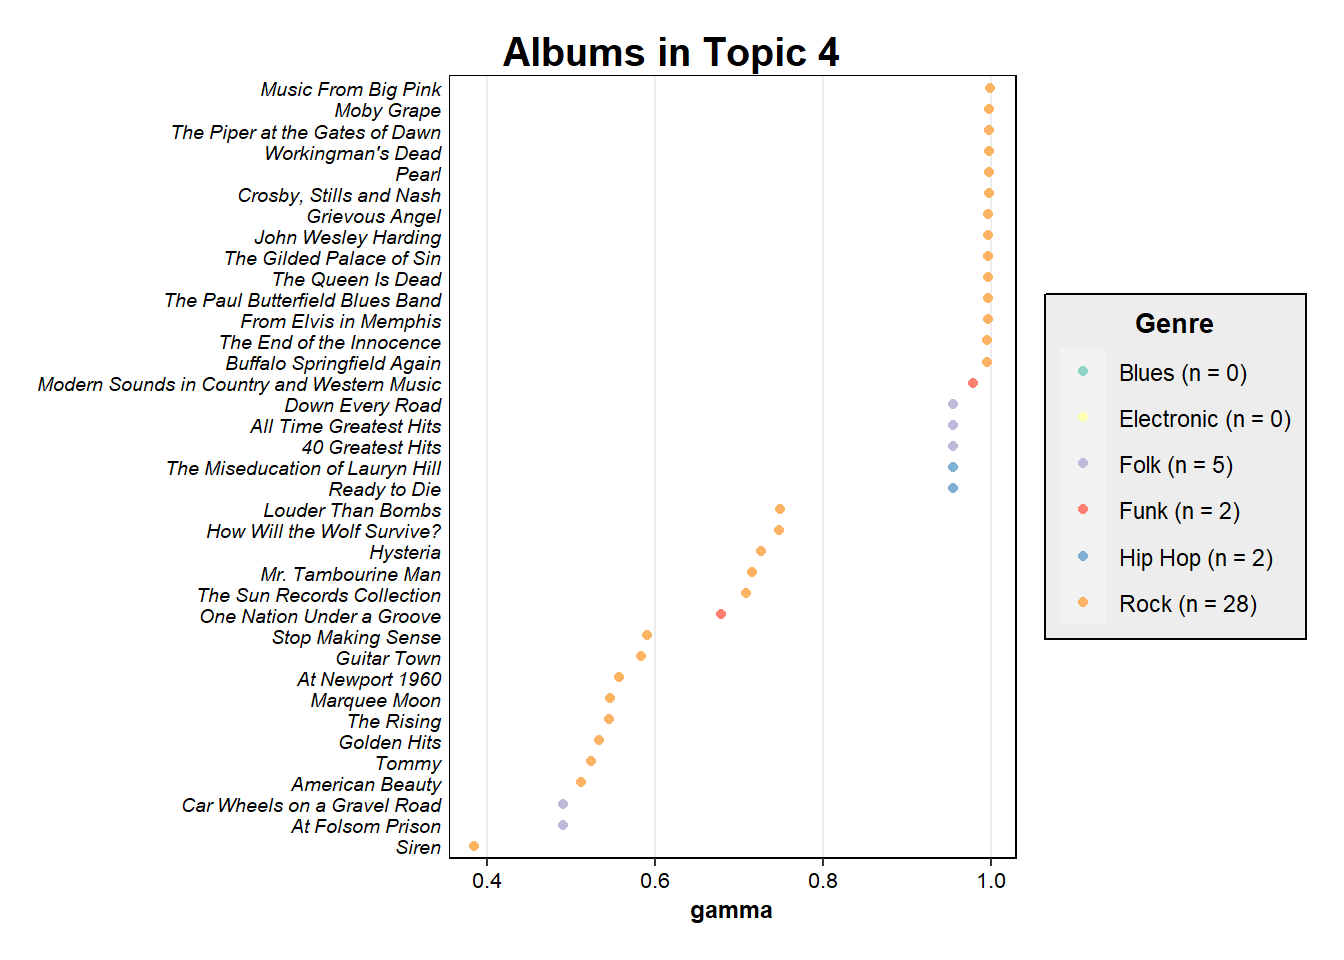 Albums in Topic 4
Music From Big Pink
Moby Grape
The Piper at the Gates of Dawn
Workingman's Dead
Pearl
Crosby, Stills and Nash
Grievous Angel
John Wesley Harding
The Gilded Palace of Sin
The Queen Is Dead
The Paul Butterfield Blues Band
From Elvis in Memphis
The End of the Innocence
Buffalo Springfield Again
Modern Sounds in Country and Western Music
Down Every Road
All Time Greatest Hits
40 Greatest Hits
The Miseducation of Lauryn Hill
Ready to Die
Louder Than Bombs
How Will the Wolf Survive?
Hysteria
Mr. Tambourine Man
The Sun Records Collection
One Nation Under a Groove
Stop Making Sense
Guitar Town
At Newport 1960
Marquee Moon
The Rising
Golden Hits
Tommy
American Beauty
Car Wheels on a Gravel Road
At Folsom Prison
Siren
0.4 0.6 0.8 1.0
gamma
Genre
Blues (n = 0)
Electronic (n = 0)
Folk (n = 5)
Funk (n = 2)
Hip Hop (n = 2)
Rock (n = 28)